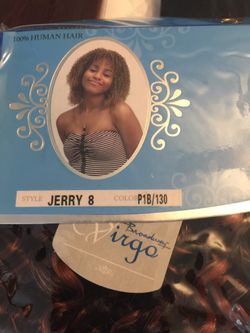 100% HUMAN HAIR
STYLE JERRY 8 COLOR P1B/130
Broadway
Virgo